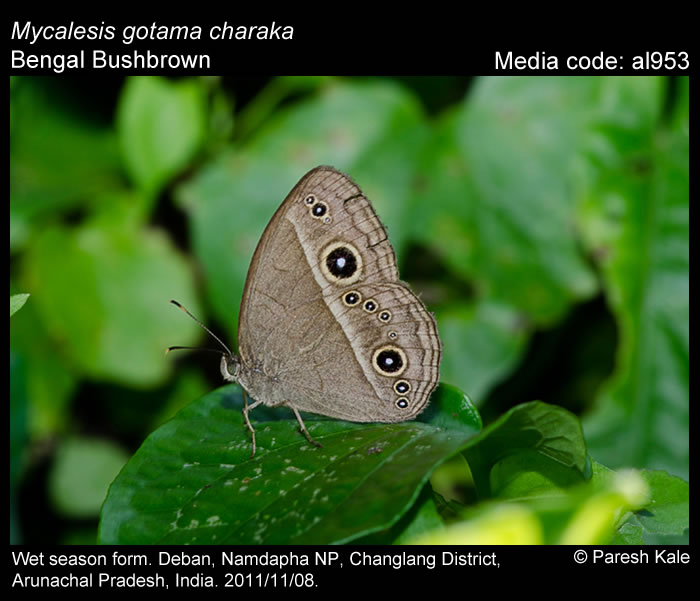 Mycalesis gotama charaka
Bengal Bushbrown
Media code: al953
Wet season form. Deban, Namdapha NP, Changlang District,
Arunachal Pradesh, India. 2011/11/08.
© Paresh Kale